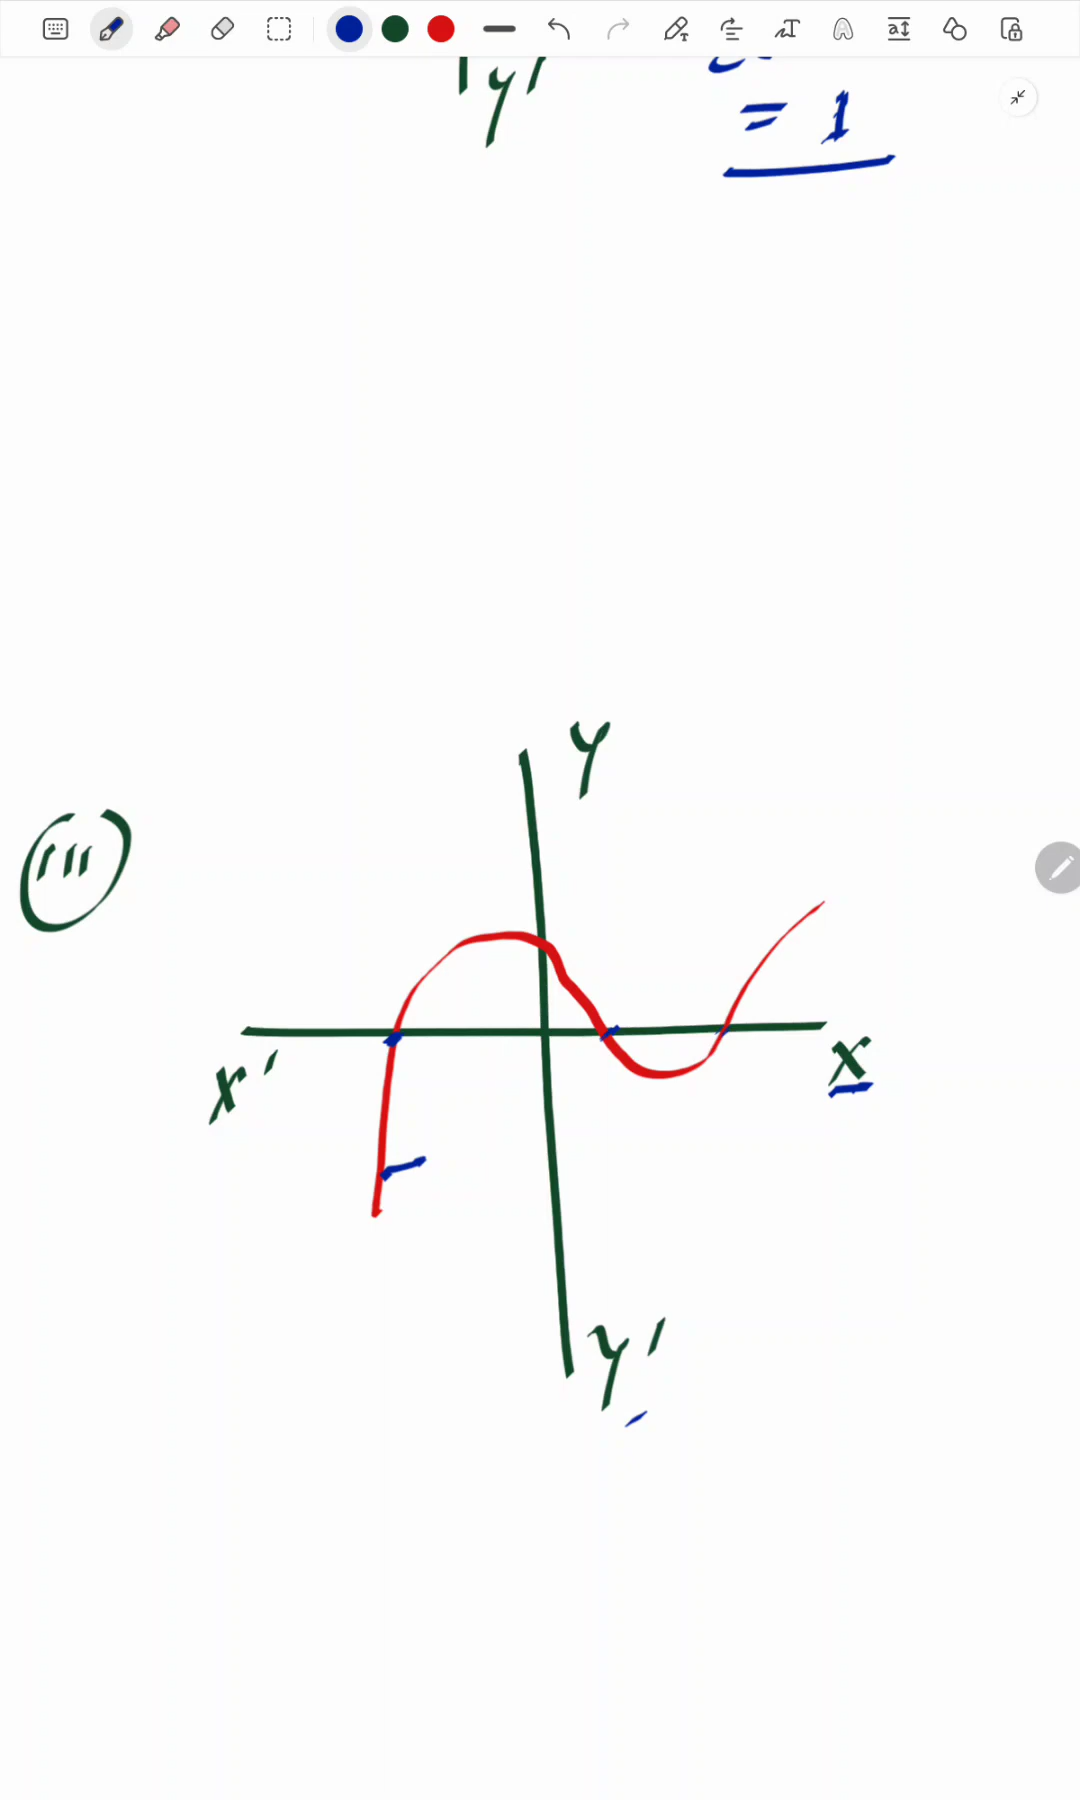 y'
= 1
y
(iii)
x'
x
y'